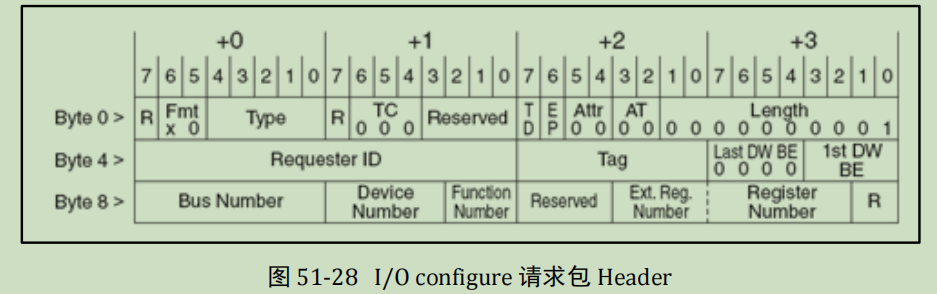 +0 +1 +2 +3
7 6 5 4 3 2 1 0 7 6 5 4 3 2 1 0 7 6 5 4 3 2 1 0 7 6 5 4 3 2 1 0
Byte 0 > R Fmt x 0 Type R TC 0 0 0 Reserved T D E P Attr 0 0 AT 0 0 Length 0 0 0 0 0 0 0 0 0 1
Byte 4 > Requester ID Tag Last DW BE 0 0 0 0 1st DW BE
Byte 8 > Bus Number Device Number Function Number Reserved Ext. Reg. Number Register Number R
图 51-28 I/O configure 请求包 Header